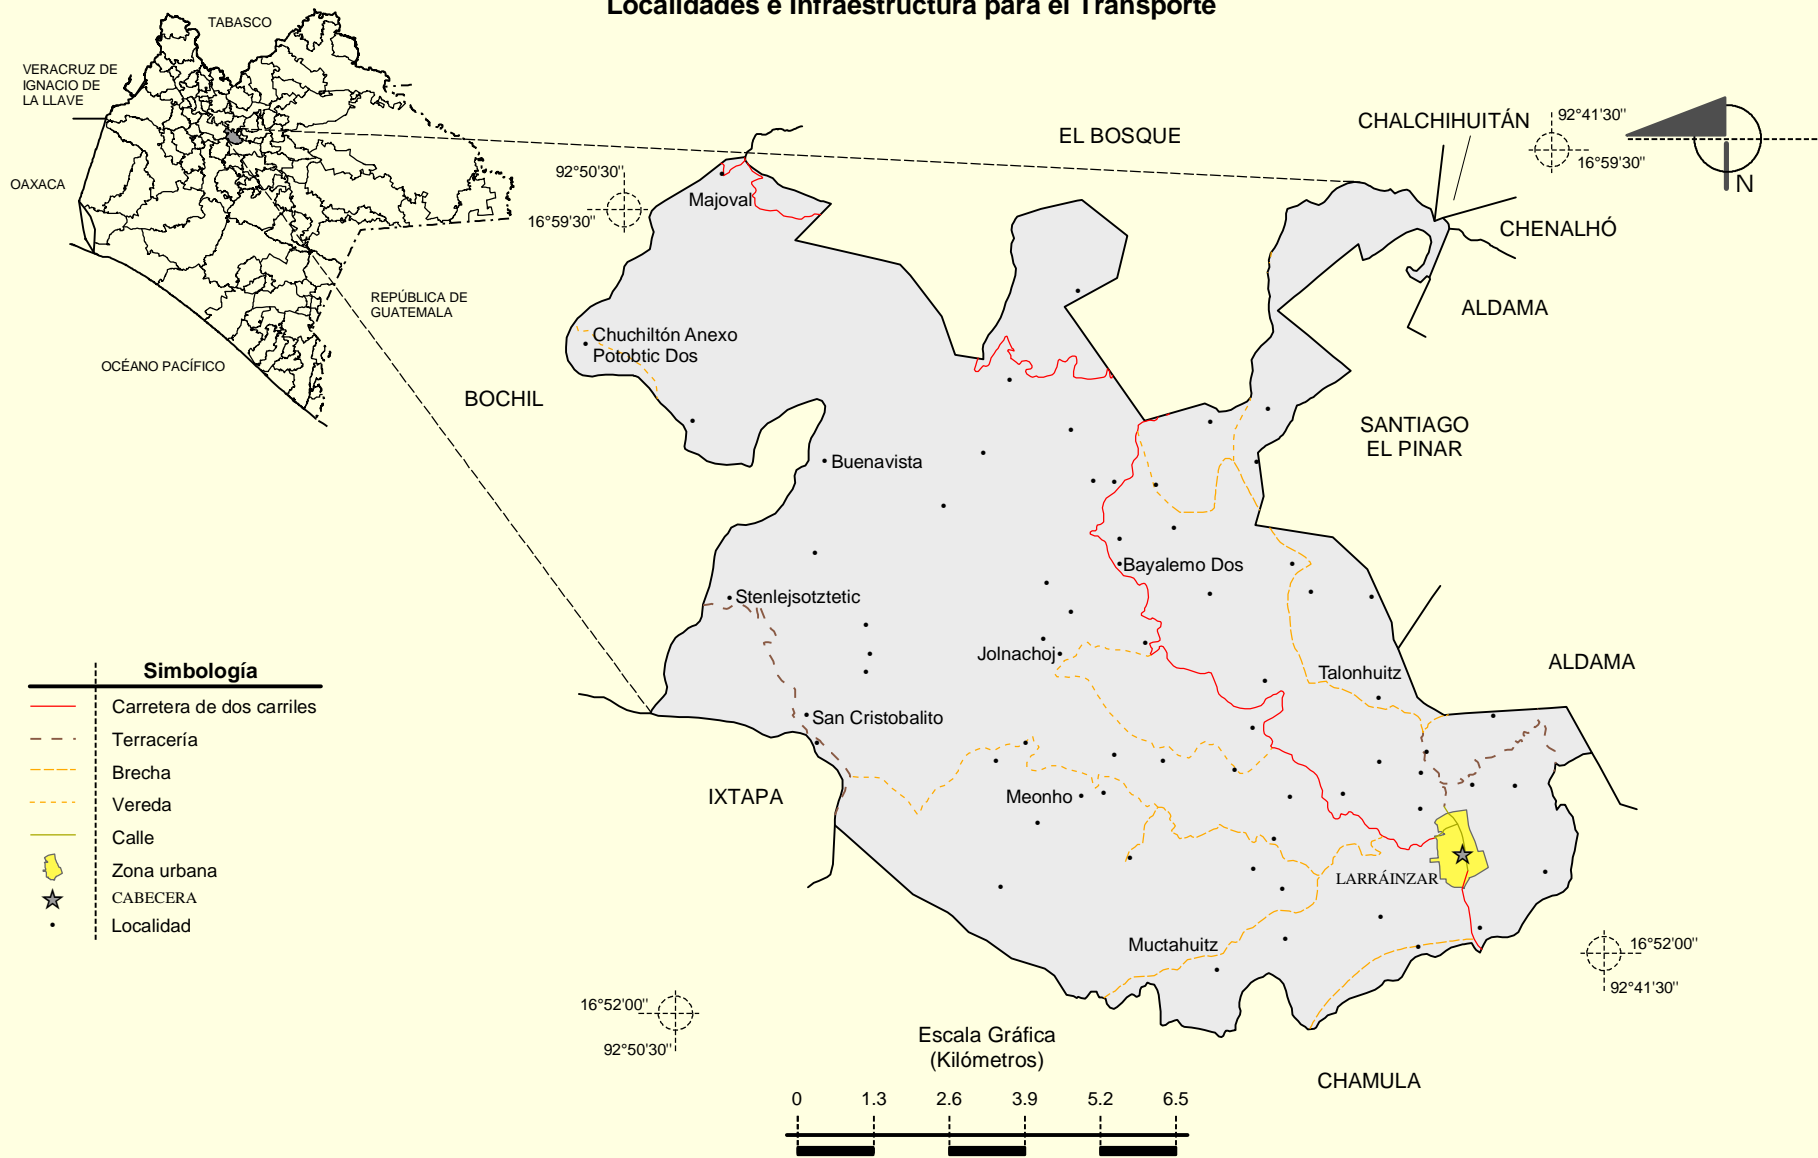 Localidades e Infraestructura para el Transporte
TABASCO
VERACRUZ DE
IGNACIO DE
LA LLAVE
OAXACA
REPÚBLICA DE
GUATEMALA
OCÉANO PACÍFICO
92°50'30"
16°59'30"
EL BOSQUE
CHALCHIHUITÁN
92°41'30"
16°59'30"
N
CHENALHÓ
ALDAMA
Majoval
Chuchiltón Anexo
Potobtic Dos
BOCHIL
SANTIAGO
EL PINAR
Buenavista
Bayalemo Dos
Stenlejsotztetic
Jolnachoj
Talonhuitz
ALDAMA
San Cristobalito
IXTAPA
Meonho
LARRÁINZAR
Muctahuitz
Simbología
Carretera de dos carriles
Terracería
Brecha
Vereda
Calle
Zona urbana
CABECERA
Localidad
16°52'00"
92°41'30"
16°52'00"
92°50'30"
CHAMULA
Escala Gráfica
(Kilómetros)
0 1.3 2.6 3.9 5.2 6.5